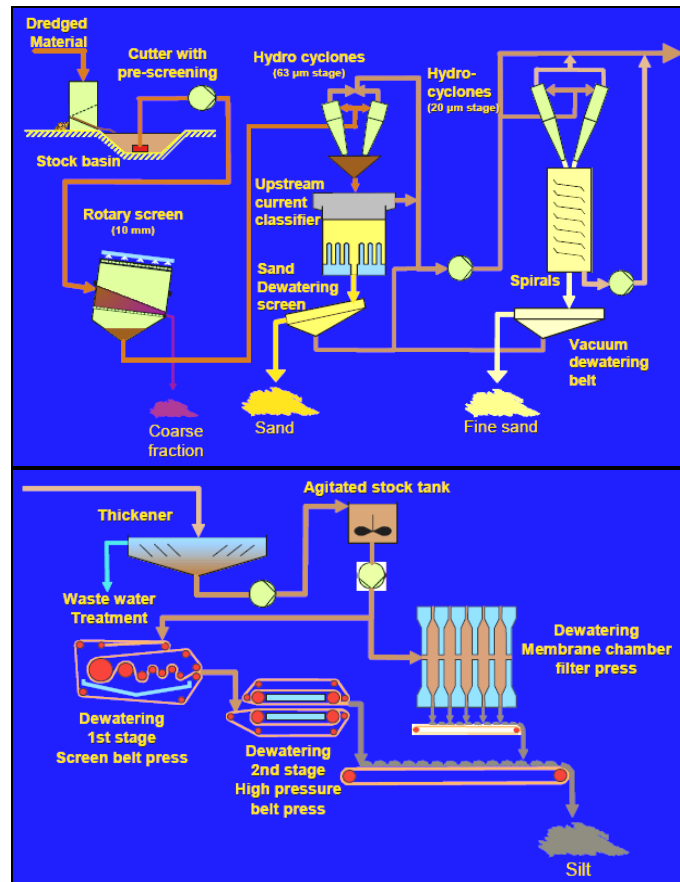 Dredged
Material
Cutter with
pre-screening
Stock basin
Rotary screen
(10 mm)
Coarse
fraction
Hydro cyclones
(63 µm stage)
Upstream
current
classifier
Sand
Dewatering
screen
Sand
Hydro-
cyclones
(20 µm stage)
Spirals
Vacuum
dewatering
belt
Fine sand
Agitated stock tank
Thickener
Waste water
Treatment
Dewatering
Membrane chamber
filter press
Dewatering
1st stage
Screen belt press
Dewatering
2nd stage
High pressure
belt press
Silt